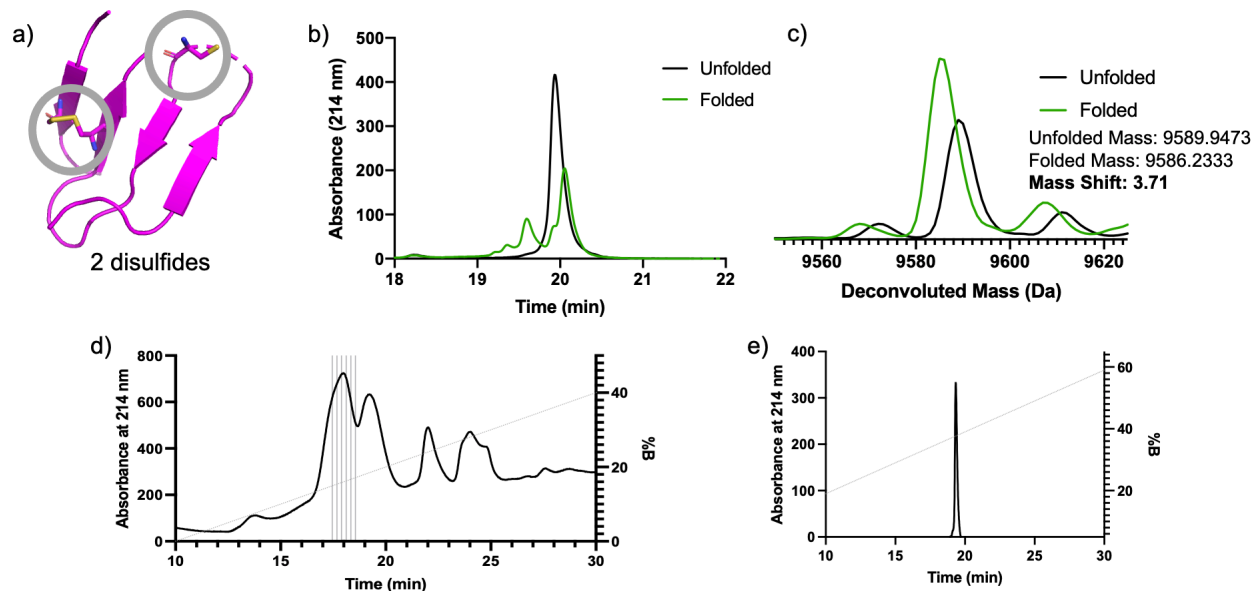 a)
2 disulfides
b)
Absorbance (214 nm)
500
400
300
200
100
0
18
19
20
21
22
Time (min)
Unfolded
Folded
c)
Unfolded
Folded
Unfolded Mass: 9589.9473
Folded Mass: 9586.2333
Mass Shift: 3.71
9560
9580
9600
9620
Deconvoluted Mass (Da)
d)
Absorbance at 214 nm
800
600
400
200
0
10
15
20
25
30
Time (min)
40
20
0
%B
e)
Absorbance at 214 nm
400
300
200
100
0
10
15
20
25
30
Time (min)
60
40
20
%B